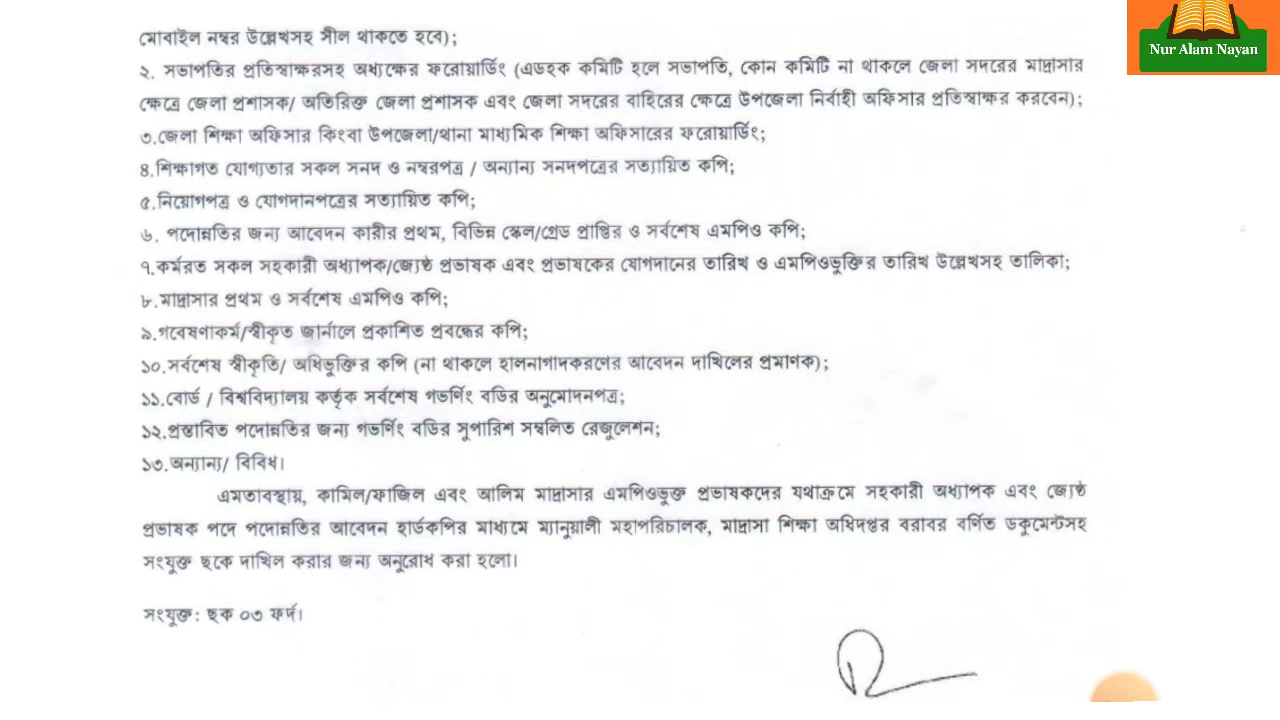 মোবাইল নম্বর উল্লেখসহ সীল থাকতে হবে);
Nur Alam Nayan
২. সভাপতির প্রতিস্বাক্ষরসহ অধ্যক্ষের ফরোয়ার্ডিং (এডহক কমিটি হলে সভাপতি, কোন কমিটি না থাকলে জেলা সদরের মাদ্রাসার
ক্ষেত্রে জেলা প্রশাসক/ অতিরিক্ত জেলা প্রশাসক এবং জেলা সদরের বাহিরের ক্ষেত্রে উপজেলা নির্বাহী অফিসার প্রতিস্বাক্ষর করবেন);
৩.জেলা শিক্ষা অফিসার কিংবা উপজেলা/থানা মাধ্যমিক শিক্ষা অফিসারের ফরোয়ার্ডিং;
৪.শিক্ষাগত যোগ্যতার সকল সনদ ও নম্বরপত্র / অন্যান্য সনদপত্রের সত্যায়িত কপি;
৫.নিয়োগপত্র ও যোগদানপত্রের সত্যায়িত কপি;
৬. পদোন্নতির জন্য আবেদন কারীর প্রথম, বিভিন্ন স্কেল/গ্রেড প্রাপ্তির ও সর্বশেষ এমপিও কপি;
৭.কর্মরত সকল সহকারী অধ্যাপক/জ্যেষ্ঠ প্রভাষক এবং প্রভাষকের যোগদানের তারিখ ও এমপিওভুক্তির তারিখ উল্লেখসহ তালিকা;
৮.মাদ্রাসার প্রথম ও সর্বশেষ এমপিও কপি;
৯.গবেষণাকর্ম/স্বীকৃত জার্নালে প্রকাশিত প্রবন্ধের কপি;
১০.সর্বশেষ স্বীকৃতি/ অধিভুক্তির কপি (না থাকলে হালনাগাদকরণের আবেদন দাখিলের প্রমাণক);
১১.বোর্ড / বিশ্ববিদ্যালয় কর্তৃক সর্বশেষ গভর্ণিং বডির অনুমোদনপত্র;
১২.প্রস্তাবিত পদোন্নতির জন্য গভর্ণিং বডির সুপারিশ সম্বলিত রেজুলেশন;
১৩.অন্যান্য/ বিবিধ।
এমতাবস্থায়, কামিল/ফাজিল এবং আলিম মাদ্রাসার এমপিওভুক্ত প্রভাষকদের যথাক্রমে সহকারী অধ্যাপক এবং জ্যেষ্ঠ
প্রভাষক পদে পদোন্নতির আবেদন হার্ডকপির মাধ্যমে ম্যানুয়ালী মহাপরিচালক, মাদ্রাসা শিক্ষা অধিদপ্তর বরাবর বর্ণিত ডকুমেন্টসহ
সংযুক্ত ছকে দাখিল করার জন্য অনুরোধ করা হলো।
সংযুক্ত: ছক ০৩ ফর্দ।